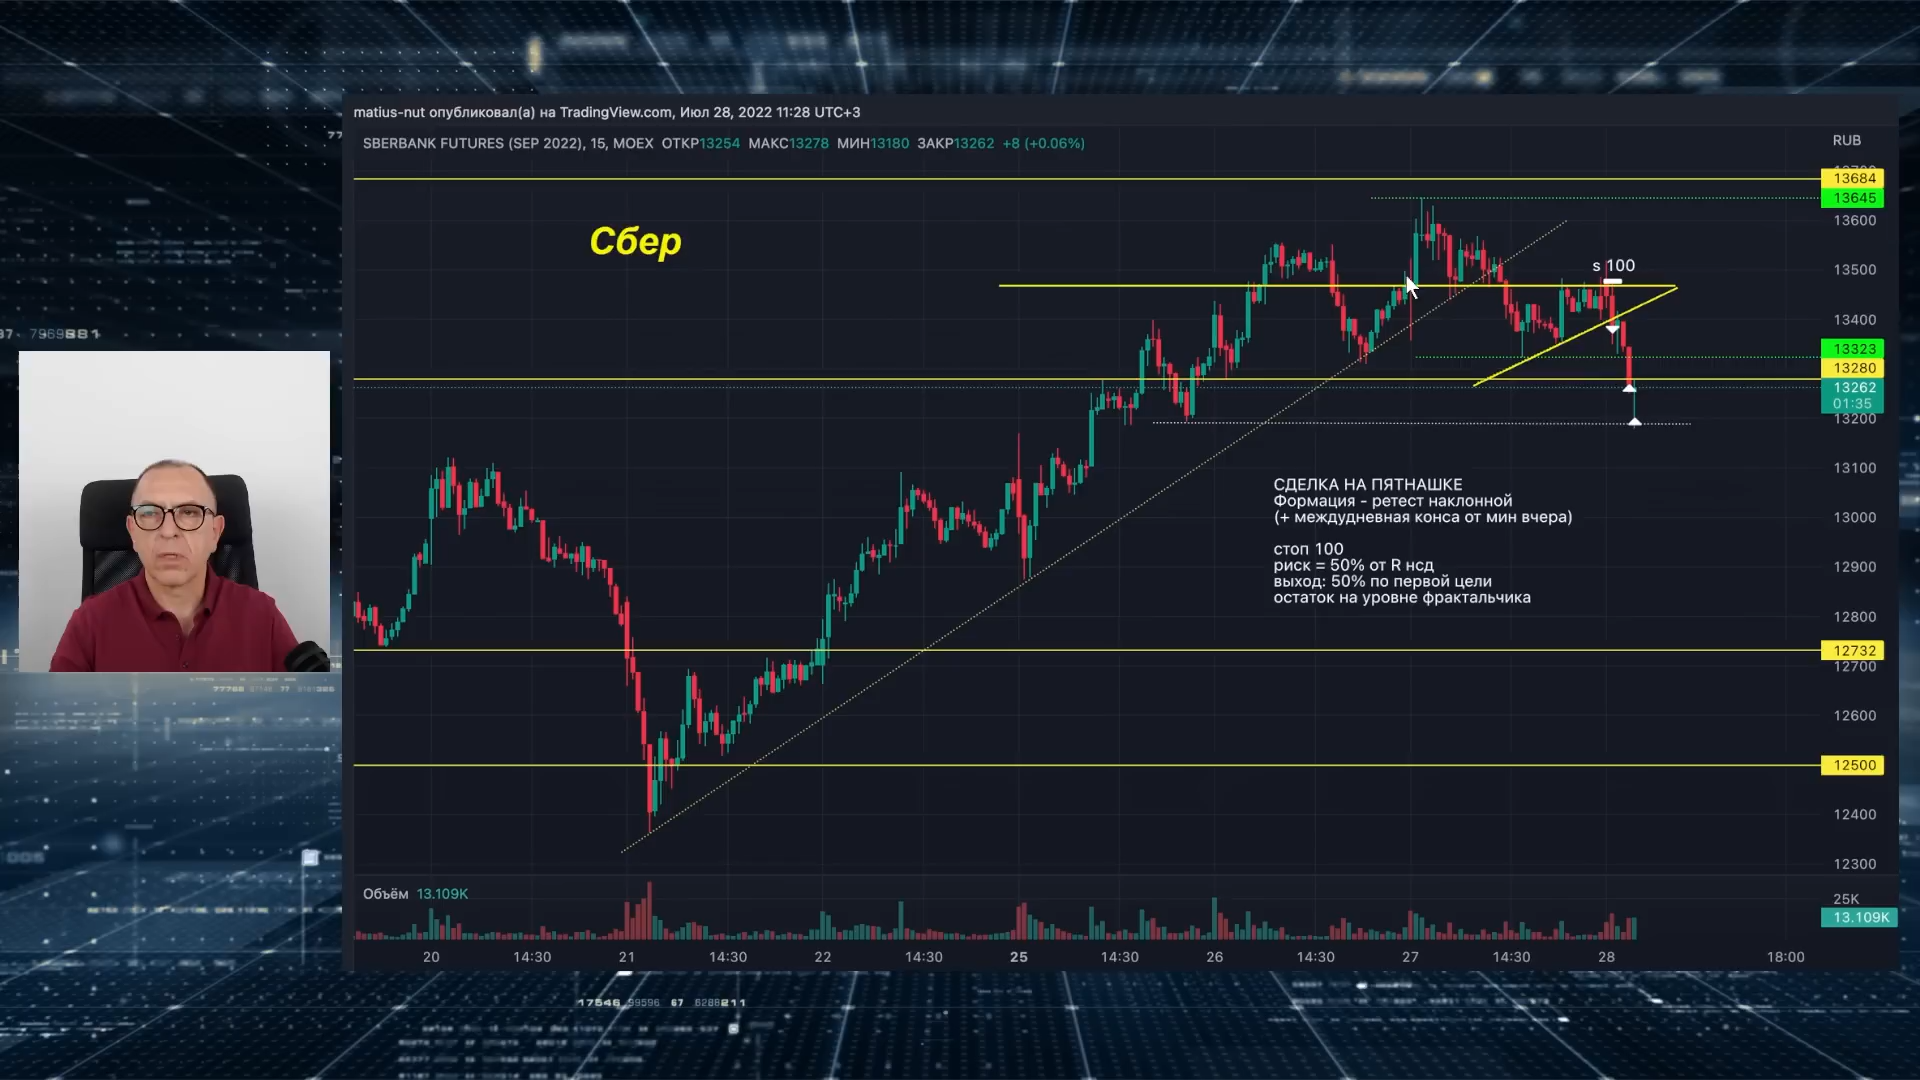 matius-nut опубликовал(а) на TradingView.com, Июл 28, 2022 11:28 UTC+3
SBERBANK FUTURES (SEP 2022), 15, MOEX ОТКР13254 МАКС13278 МИН13180 ЗАКР13262 +8 (+0.06%)
RUB
13684
13645
13600
Сбер
13500
s 100
13400
13323
13280
13262
01:35
13200
13100
СДЕЛКА НА ПЯТНАШКЕ
Формация - ретест наклонной
(+ междудневная конса от мин вчера)
13000
стоп 100
риск = 50% от R нсд
выход: 50% по первой цели
остаток на уровне фрактальчика
12900
12800
12732
12700
12600
12500
12400
12300
Объём 13.109K
25K
13.109K
20 14:30 21 14:30 22 14:30 25 14:30 26 14:30 27 14:30 28 18:00